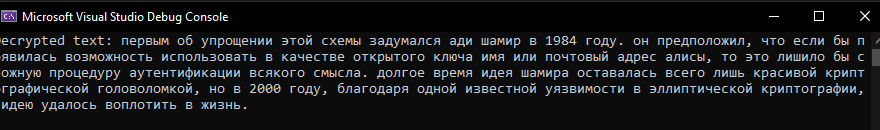 Microsoft Visual Studio Debug Console
ecrypted text: первым об упрощении этой схемы задумался ади шамир в 1984 году. он предположил, что если бы п
оявилась возможность использовать в качестве открытого ключа имя или почтовый адрес алисы, то это лишило бы с
ложную процедуру аутентификации всякого смысла. долгое время идея шамира оставалась всего лишь красивой крипт
ографической головоломкой, но в 2000 году, благодаря одной известной уязвимости в эллиптической криптографии,
идею удалось воплотить в жизнь.